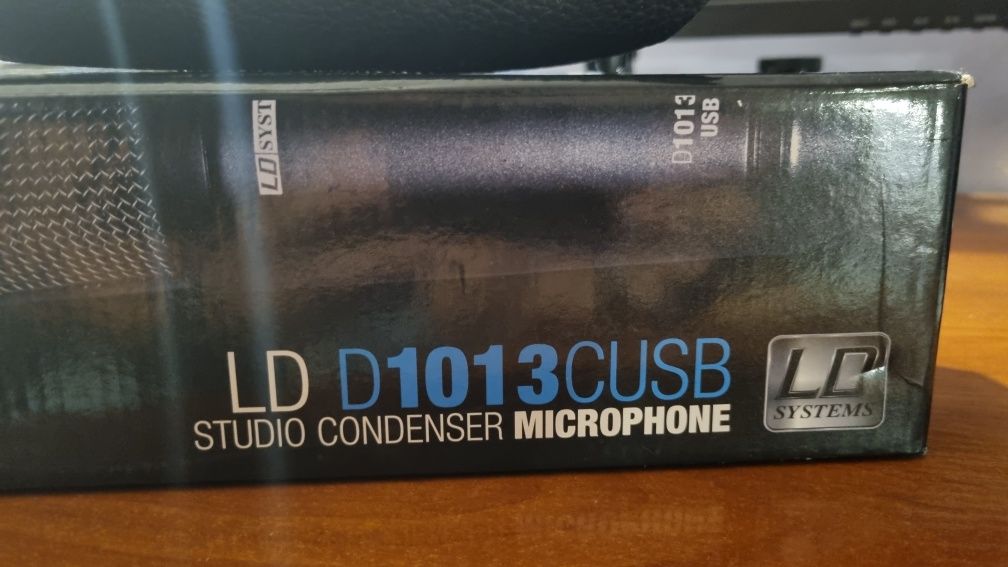 LD SYST
D1013
USB
LD D1013CUSB
STUDIO CONDENSER MICROPHONE
LD
SYSTEMS